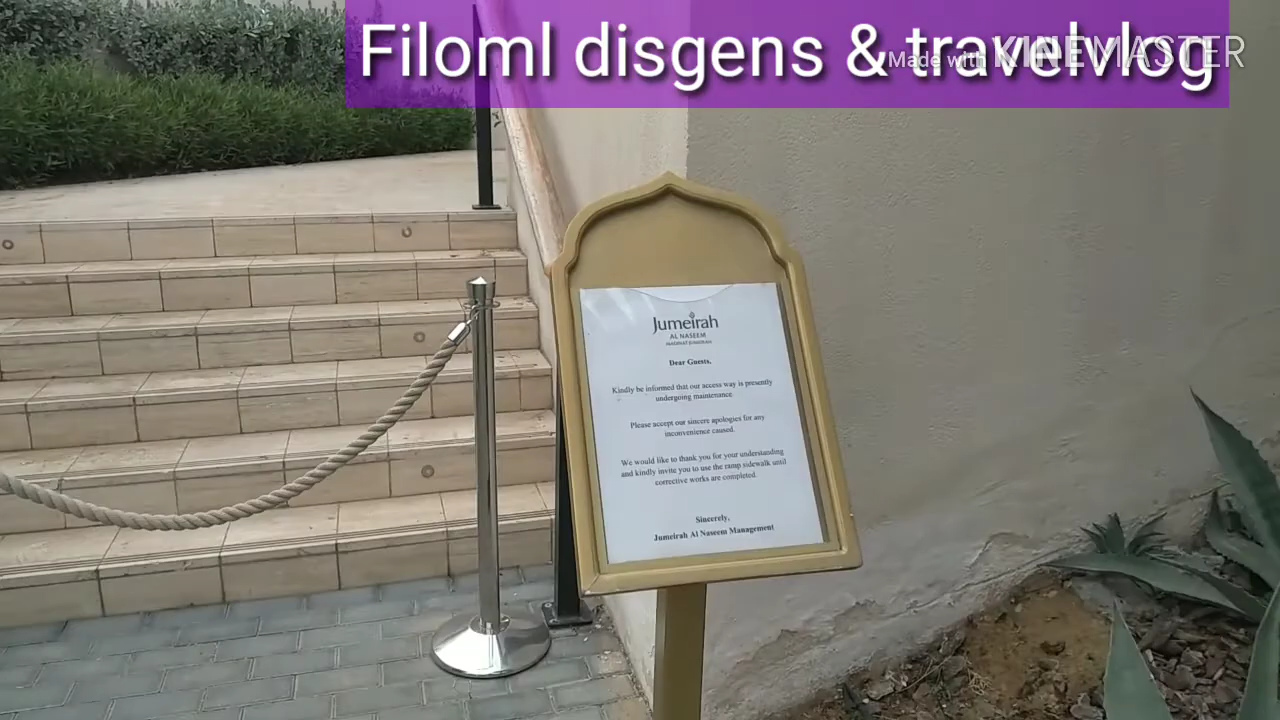 Filoml disgens & travelvlog
Made with KINEMASTER
Jumeirah
AL NASEEM
MADINAT JUMEIRAH
Dear Guests,
Kindly be informed that our access way is presently
undergoing maintenance.
Please accept our sincere apologies for any
inconvenience caused.
We would like to thank you for your understanding
and kindly invite you to use the ramp sidewalk until
corrective works are completed.
Sincerely,
Jumeirah Al Naseem Management